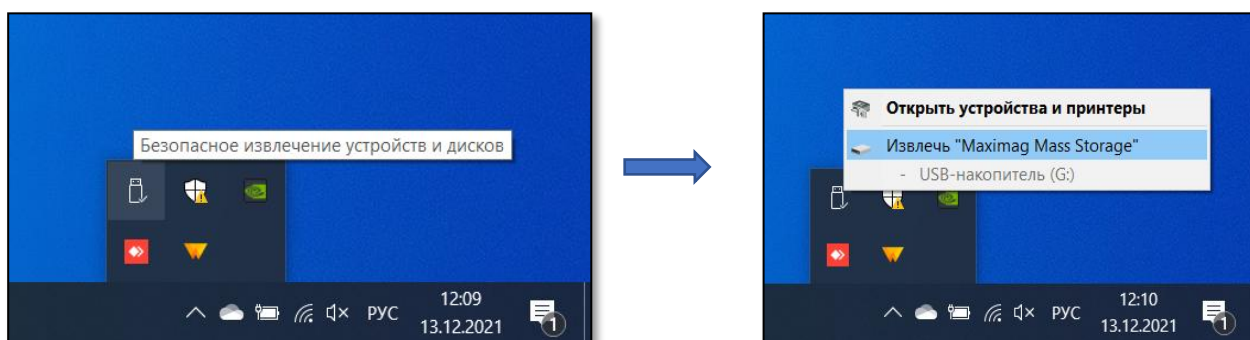 Безопасное извлечение устройств и дисков
РУС
12:09
13.12.2021
1
Открыть устройства и принтеры
Извлечь "Maximag Mass Storage"
- USB-накопитель (G:)
РУС
12:10
13.12.2021
1